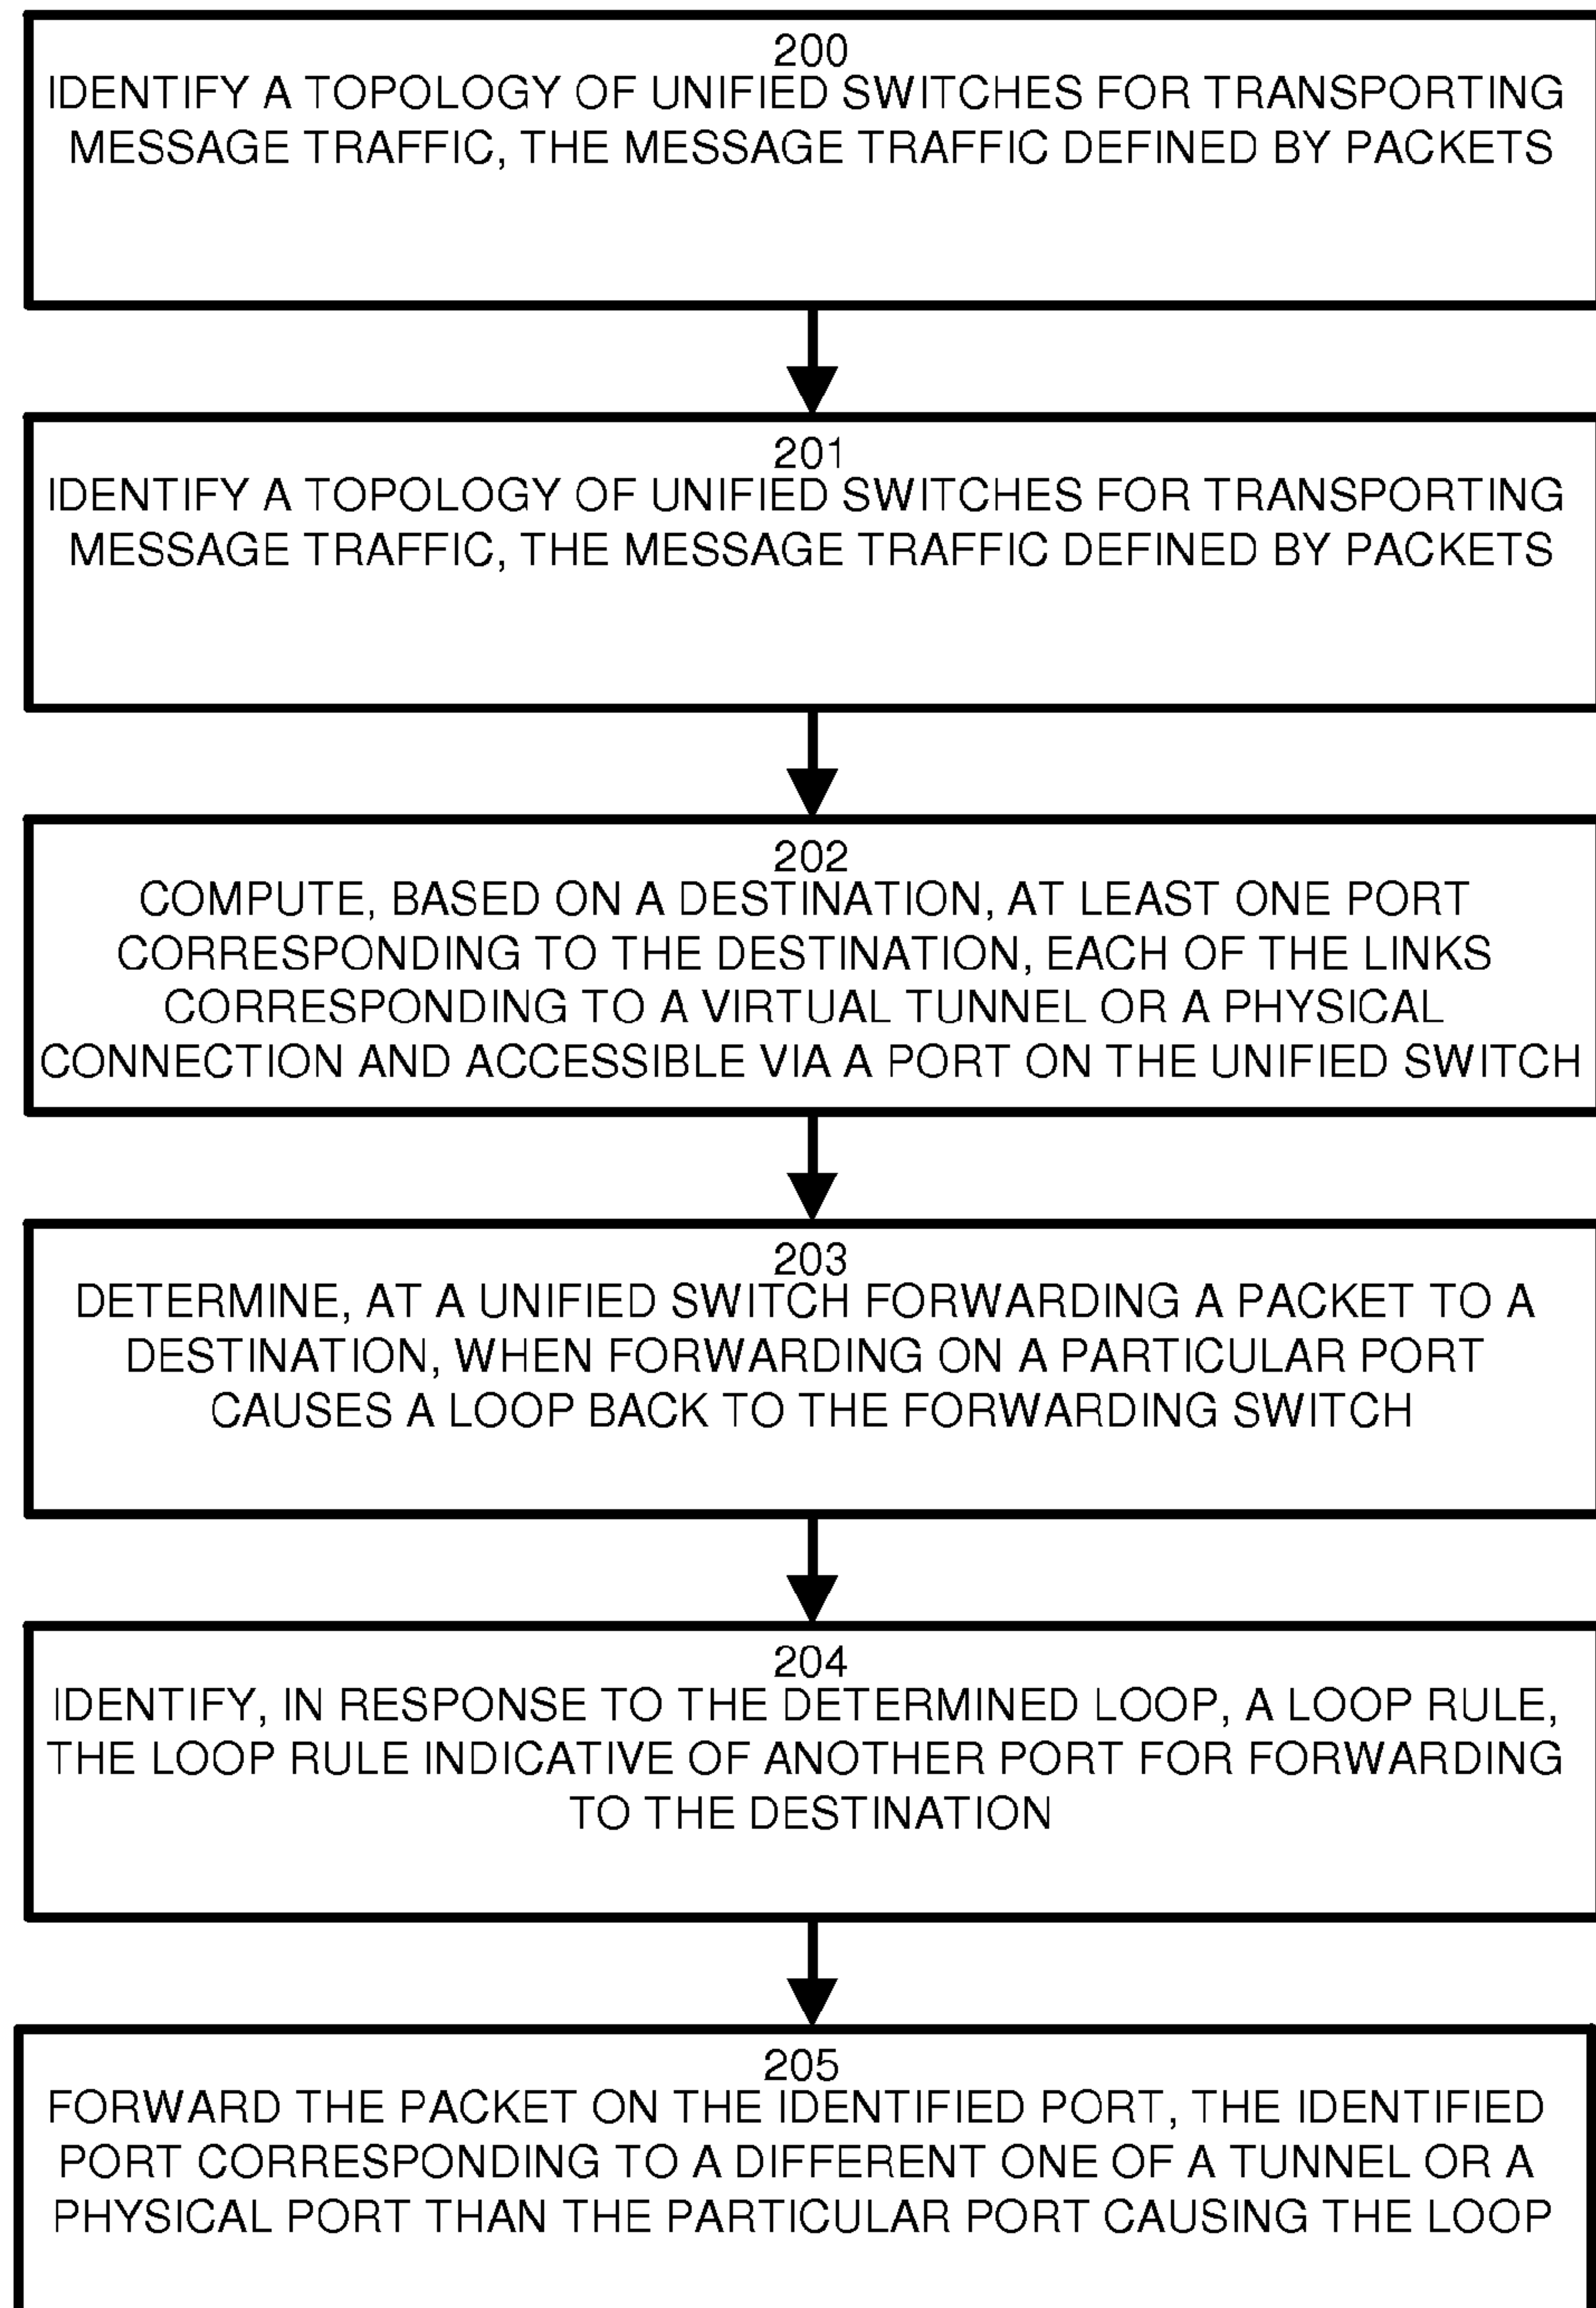 200
IDENTIFY A TOPOLOGY OF UNIFIED SWITCHES FOR TRANSPORTING
MESSAGE TRAFFIC, THE MESSAGE TRAFFIC DEFINED BY PACKETS
201
IDENTIFY A TOPOLOGY OF UNIFIED SWITCHES FOR TRANSPORTING
MESSAGE TRAFFIC, THE MESSAGE TRAFFIC DEFINED BY PACKETS
202
COMPUTE, BASED ON A DESTINATION, AT LEAST ONE PORT
CORRESPONDING TO THE DESTINATION, EACH OF THE LINKS
CORRESPONDING TO A VIRTUAL TUNNEL OR A PHYSICAL
CONNECTION AND ACCESSIBLE VIA A PORT ON THE UNIFIED SWITCH
203
DETERMINE, AT A UNIFIED SWITCH FORWARDING A PACKET TO A
DESTINATION, WHEN FORWARDING ON A PARTICULAR PORT
CAUSES A LOOP BACK TO THE FORWARDING SWITCH
204
IDENTIFY, IN RESPONSE TO THE DETERMINED LOOP, A LOOP RULE,
THE LOOP RULE INDICATIVE OF ANOTHER PORT FOR FORWARDING
TO THE DESTINATION
205
FORWARD THE PACKET ON THE IDENTIFIED PORT, THE IDENTIFIED
PORT CORRESPONDING TO A DIFFERENT ONE OF A TUNNEL OR A
PHYSICAL PORT THAN THE PARTICULAR PORT CAUSING THE LOOP